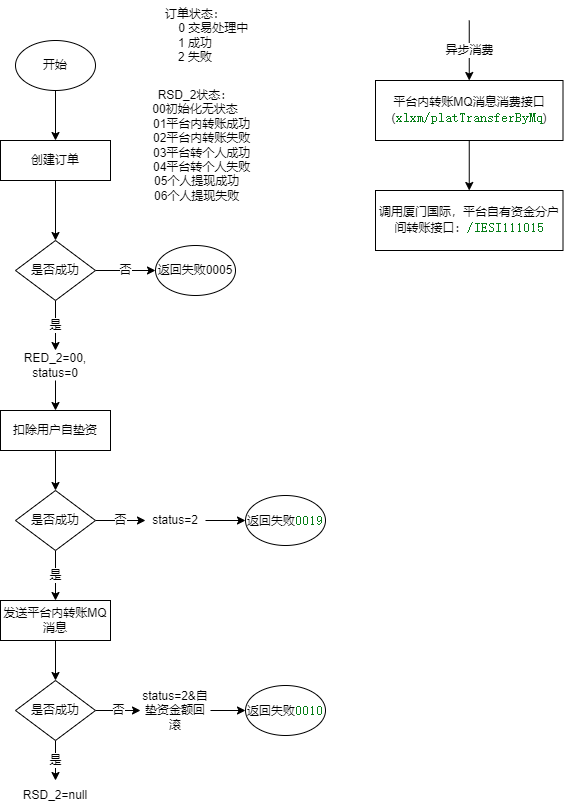 订单状态：
0 交易处理中
1 成功
2 失败
开始
RSD_2状态：
00初始化无状态
01平台内转账成功
02平台内转账失败
03平台转个人成功
04平台转个人失败
05个人提现成功
06个人提现失败
创建订单
是否成功
否
返回失败0005
是
RED_2=00,
status=0
扣除用户自垫资
是否成功
否
status=2
返回失败0019
是
发送平台内转账MQ
消息
是否成功
否
status=2&自
垫资金额回
滚
返回失败0010
是
RSD_2=null
异步消费
平台内转账MQ消息消费接口
(xlxm/platTransferByMq)
调用厦门国际，平台自有资金分户
间转账接口：/IESI111015